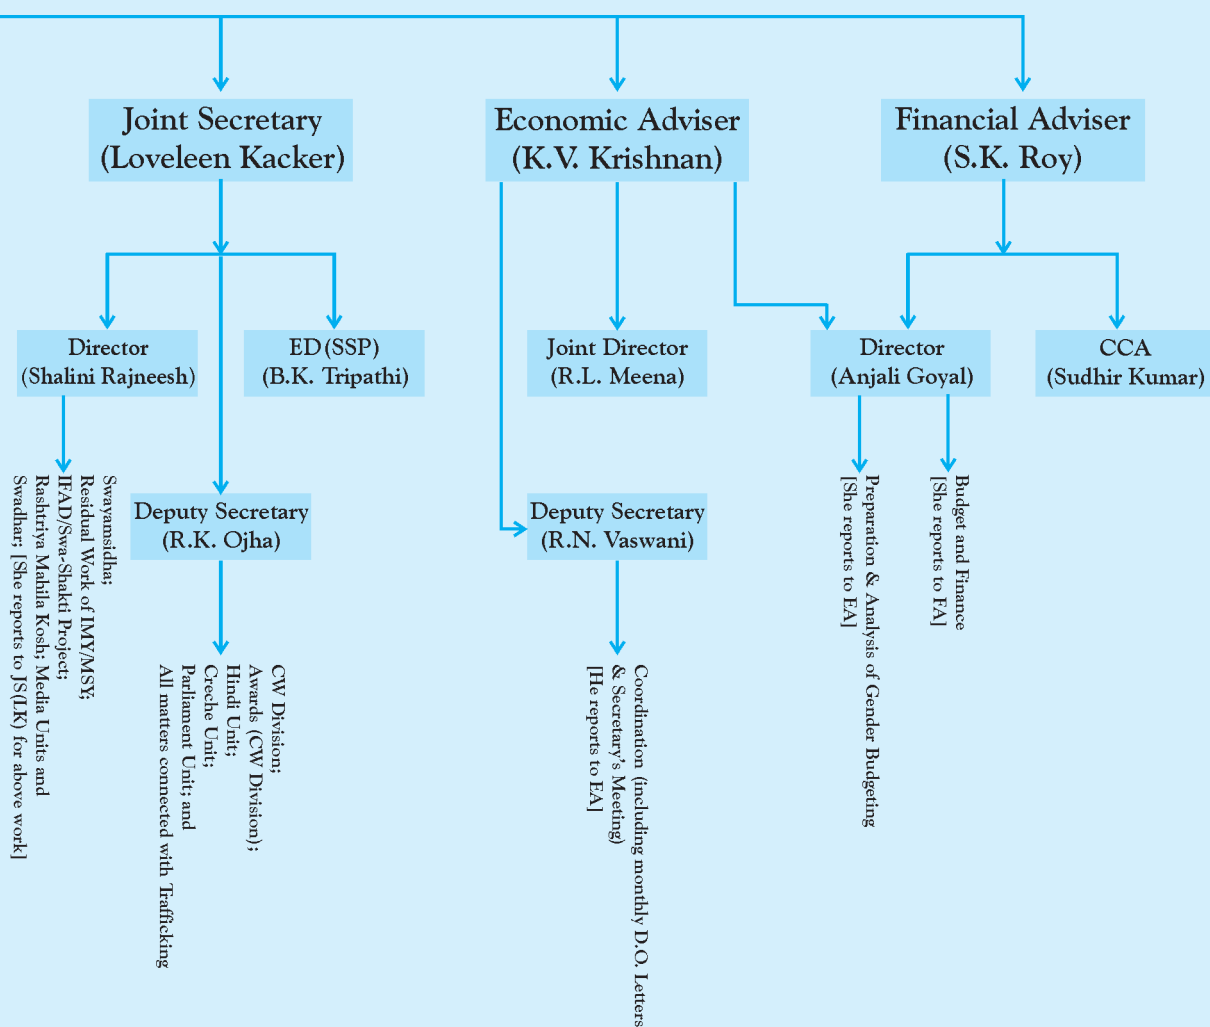 Joint Secretary
(Loveleen Kacker)
Economic Adviser
(K.V. Krishnan)
Financial Adviser
(S.K. Roy)
Director
(Shalini Rajneesh)
ED (SSP)
(B.K. Tripathi)
Joint Director
(R.L. Meena)
Director
(Anjali Goyal)
CCA
(Sudhir Kumar)
Swayamsidha;
Residual Work of IMY/MSY;
IFAD/Swa-Shakti Project;
Rashtriya Mahila Kosh; Media Units and
Swadhar; [She reports to JS(LK) for above work]
Deputy Secretary
(R.K. Ojha)
Deputy Secretary
(R.N. Vaswani)
Preparation & Analysis of Gender Budgeting
[She reports to EA]
Budget and Finance
[She reports to FA]
CW Division;
Awards (CW Division);
Hindi Unit;
Creche Unit;
Parliament Unit; and
All matters connected with Trafficking
Coordination (including monthly D.O. Letters
& Secretary's Meeting)
[He reports to EA]